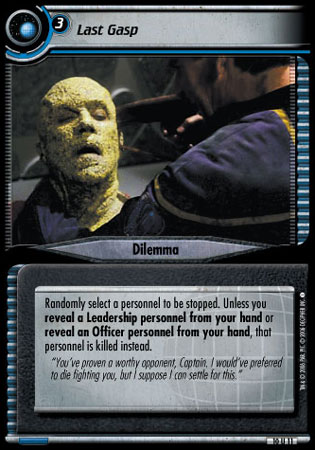 3
Last Gasp
Dilemma
Randomly select a personnel to be stopped. Unless you
reveal a Leadership personnel from your hand or
reveal an Officer personnel from your hand, that
personnel is killed instead.
"You've proven a worthy opponent, Captain. I would've preferred
to die fighting you, but I suppose I can settle for this."
10 U 11